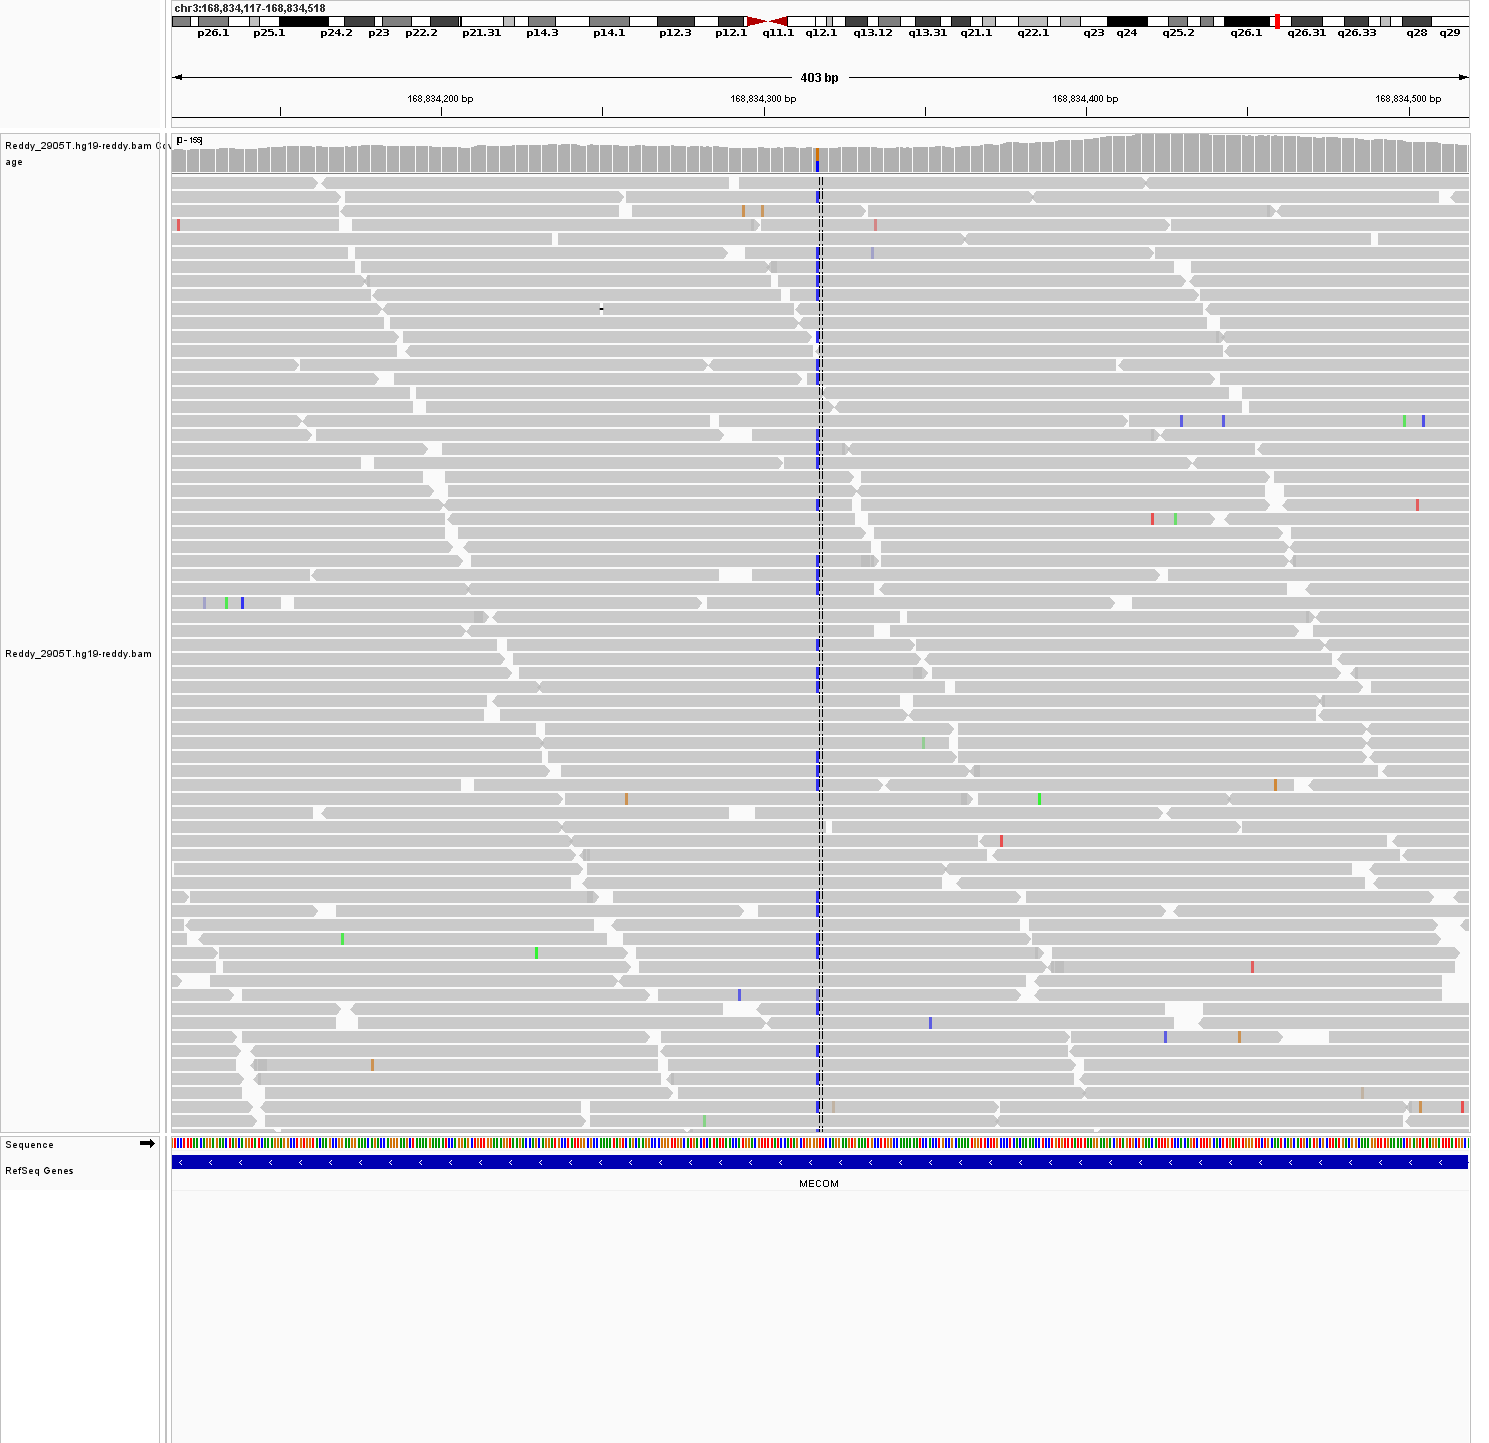 chr3:168,834,117-168,834,518
p26.1 p25.1 p24.2 p23 p22.2 p21.31 p14.3 p14.1 p12.3 p12.1 q11.1 q12.1 q13.12 q13.31 q21.1 q22.1 q23 q24 q25.2 q26.1 q26.31 q26.33 q28 q29
403 bp
168,834,200 bp 168,834,300 bp 168,834,400 bp 168,834,500 bp
Reddy_2905T.hg19-reddy.bam Cov
age
[0 - 155]
Reddy_2905T.hg19-reddy.bam
Sequence
RefSeq Genes
MECOM